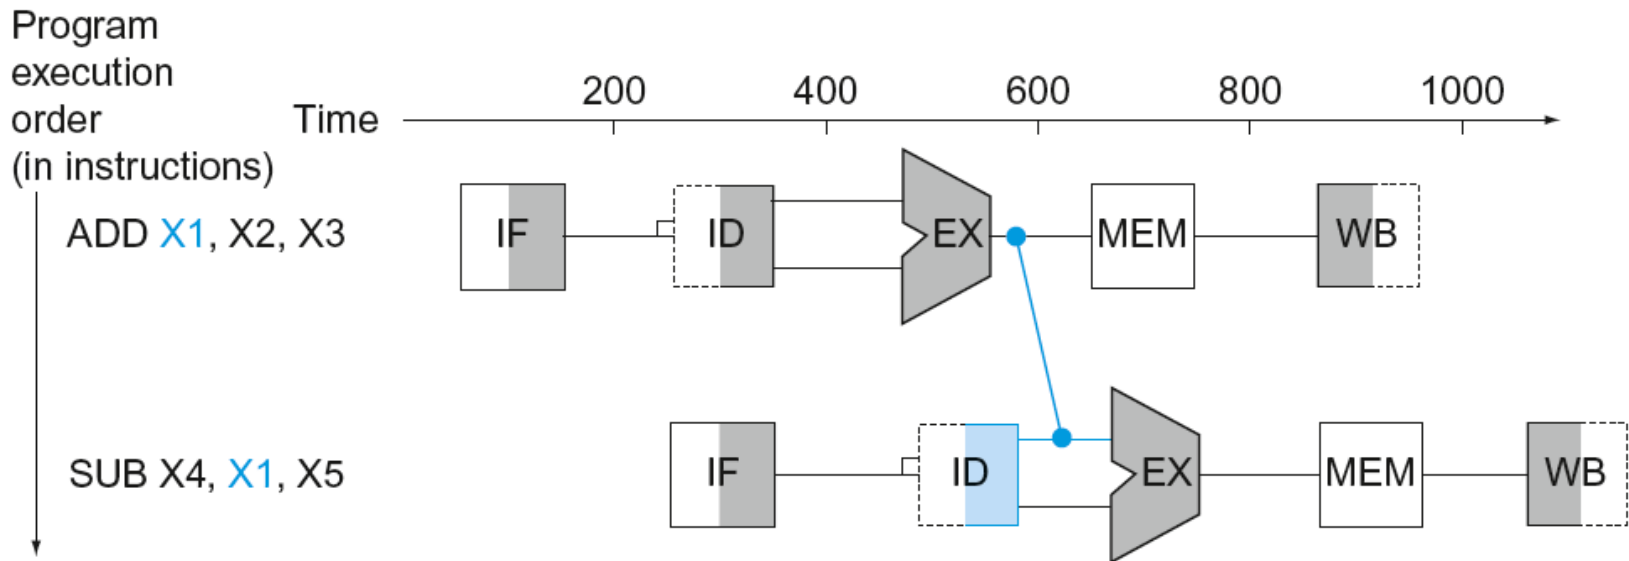 Program
execution
order
(in instructions)
Time
200 400 600 800 1000
ADD X1, X2, X3
IF ID EX MEM WB
SUB X4, X1, X5
IF ID EX MEM WB